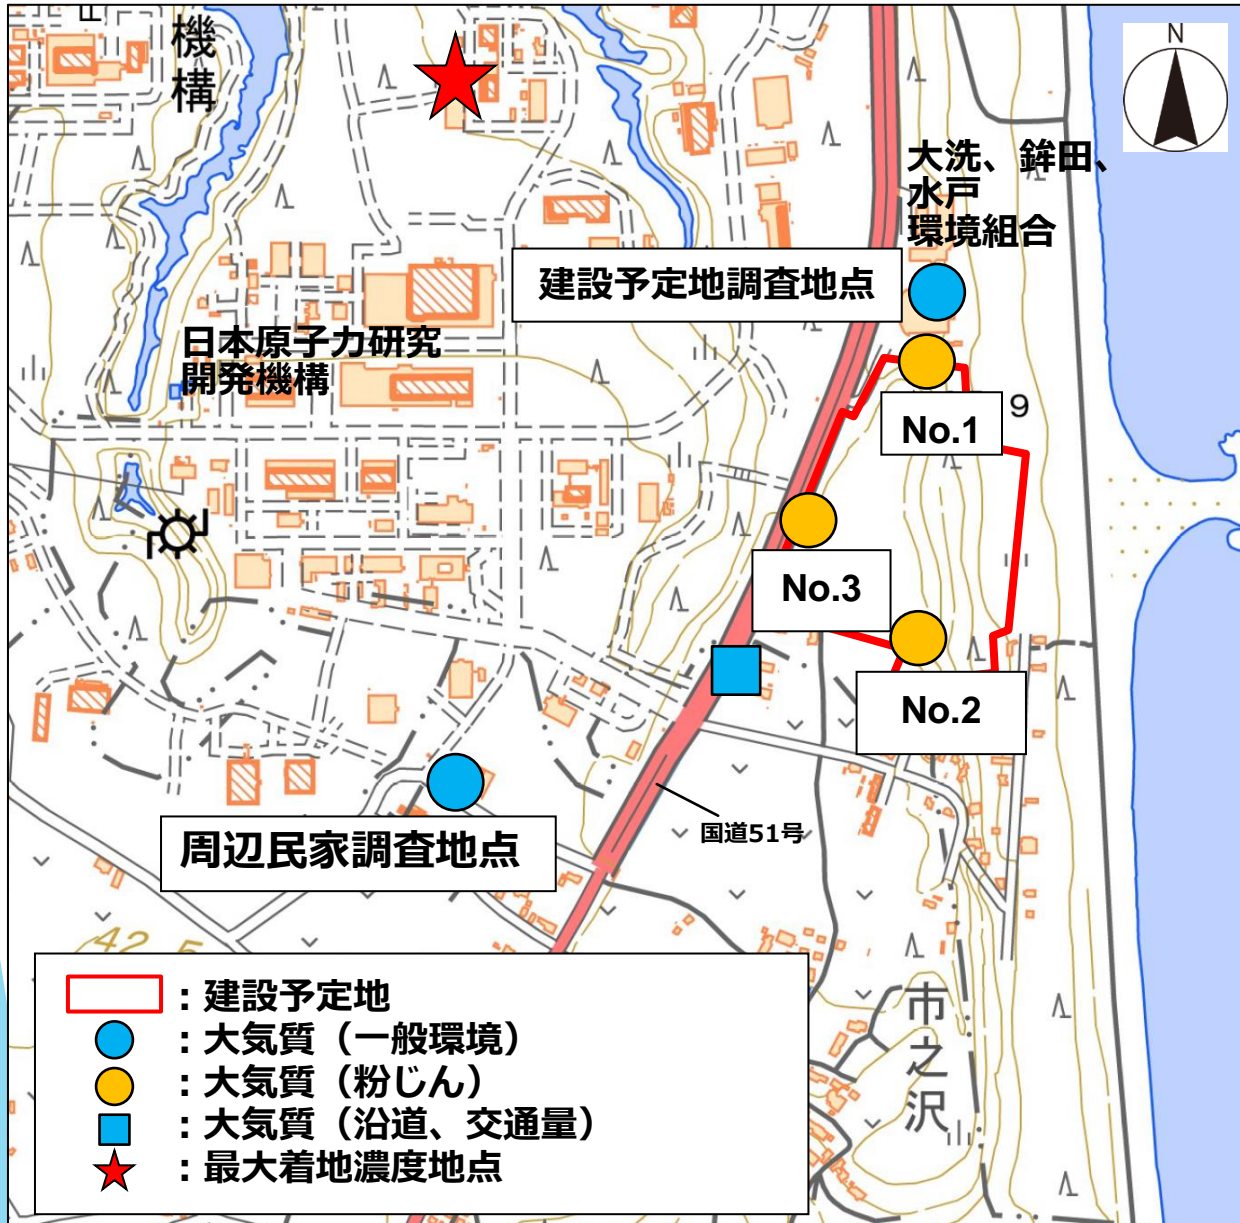 機構
N
大洗、鉾田、
水戸
環境組合
建設予定地調査地点
日本原子力研究
開発機構
No.1
9
No.3
No.2
国道51号
周辺民家調査地点
42.5
市之沢
：建設予定地
：大気質（一般環境）
：大気質（粉じん）
：大気質（沿道、交通量）
：最大着地濃度地点